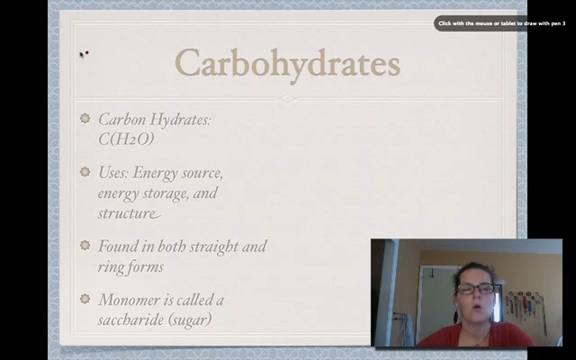 Click with the mouse or tablet to draw with pen 3
Carbohydrates
Carbon Hydrates:
C(H2O)
Uses: Energy source,
energy storage, and
structure
Found in both straight and
ring forms
Monomer is called a
saccharide (sugar)